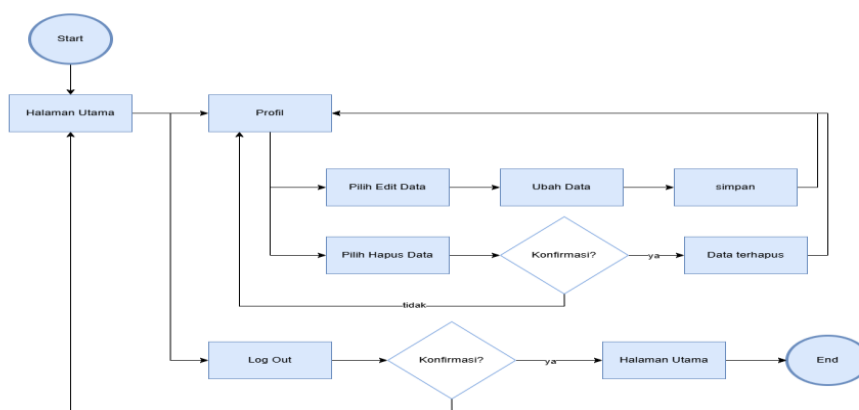 Start
Halaman Utama
Profil
Pilih Edit Data
Ubah Data
simpan
Pilih Hapus Data
Konfirmasi?
ya
Data terhapus
tidak
Log Out
Konfirmasi?
ya
Halaman Utama
End